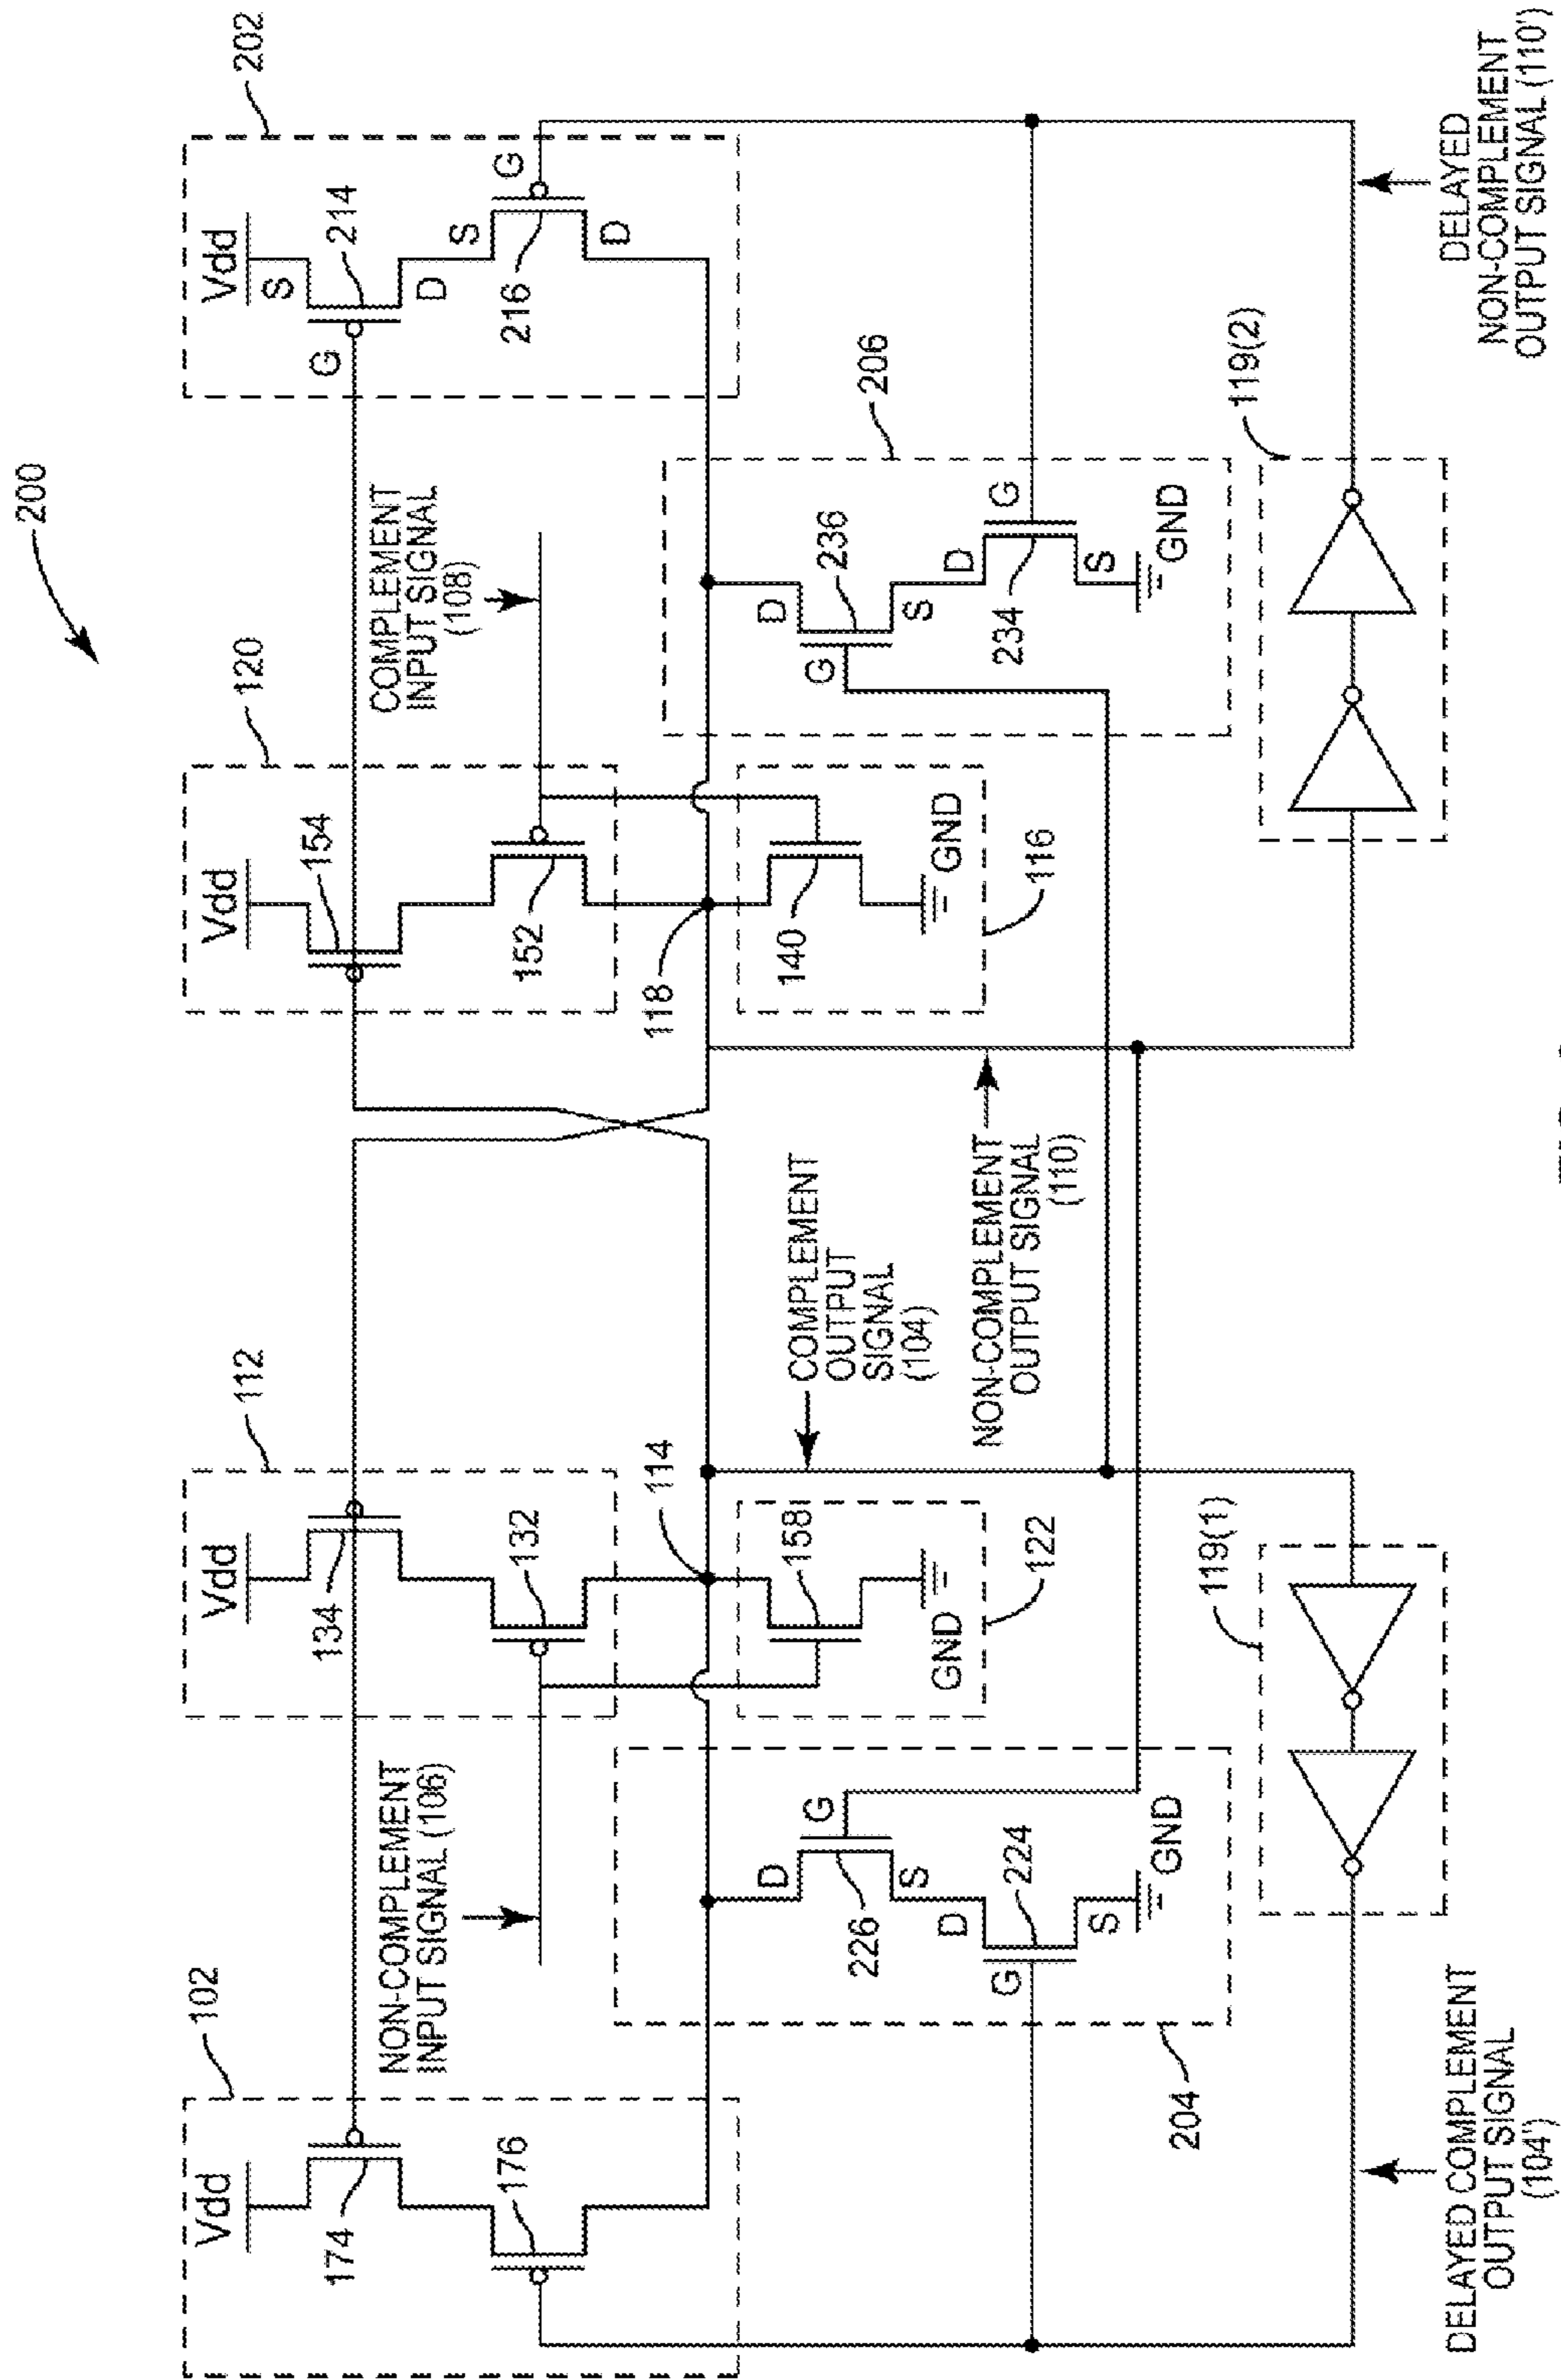 200
202
Vdd
S
214
G
D
S
G
216
D
120
Vdd
154
152
COMPLEMENT
INPUT SIGNAL
(108)
118
140
GND
116
206
D
236
G
S
D
G
234
S
GND
119(2)
DELAYED
NON-COMPLEMENT
OUTPUT SIGNAL (110')
112
Vdd
134
132
114
158
GND
122
COMPLEMENT
OUTPUT
SIGNAL
(104)
NON-COMPLEMENT
OUTPUT SIGNAL
(110)
102
Vdd
174
176
NON-COMPLEMENT
INPUT SIGNAL (106)
D
G
226
S
D
224
G
S
GND
204
119(1)
DELAYED COMPLEMENT
OUTPUT SIGNAL
(104')